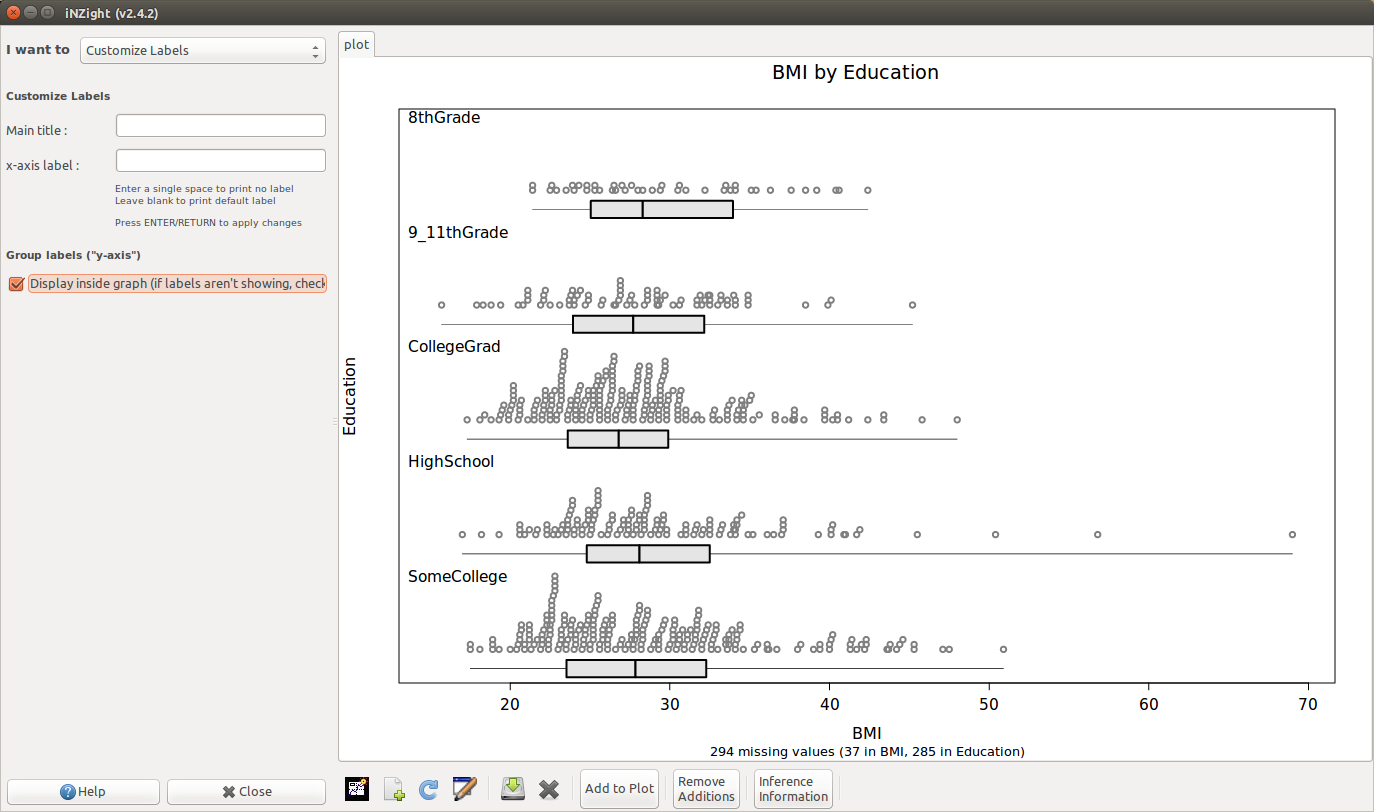 iNZight (v2.4.2)
I want to
Customize Labels
Customize Labels
Main title :
x-axis label :
Enter a single space to print no label
Leave blank to print default label
Press ENTER/RETURN to apply changes
Group labels ("y-axis")
Display inside graph (if labels aren't showing, check
Help
Close
plot
BMI by Education
8thGrade
9_11thGrade
CollegeGrad
HighSchool
SomeCollege
Education
20 30 40 50 60 70
BMI
294 missing values (37 in BMI, 285 in Education)
Add to Plot
Remove
Additions
Inference
Information